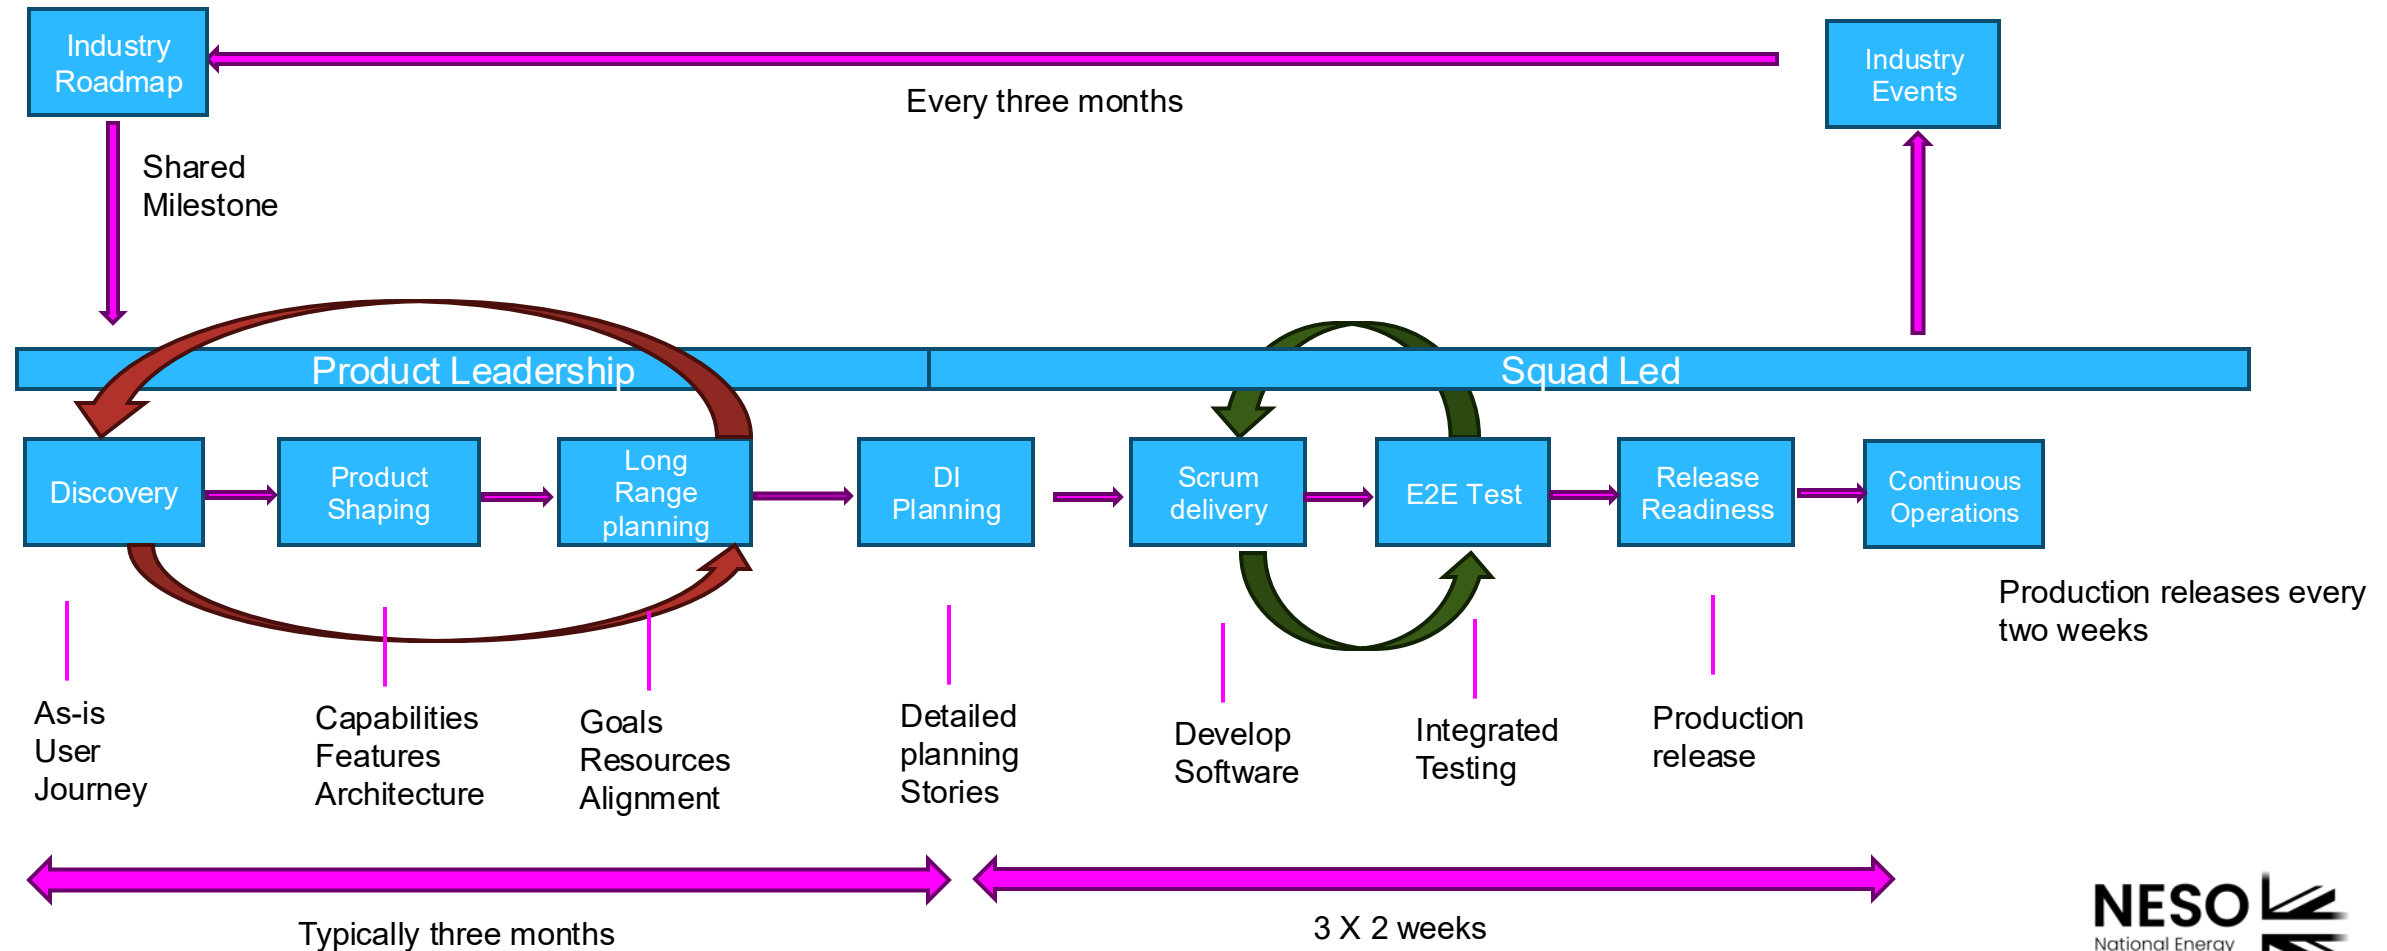 Industry
Roadmap
Industry
Events
Every three months
Shared
Milestone
Product Leadership
Squad Led
Discovery
Product
Shaping
Long
Range
planning
DI
Planning
Scrum
delivery
E2E Test
Release
Readiness
Continuous
Operations
Production releases every
two weeks
As-is
User
Journey
Capabilities
Features
Architecture
Goals
Resources
Alignment
Detailed
planning
Stories
Develop
Software
Integrated
Testing
Production
release
Typically three months
3 X 2 weeks
NESO
National Energy